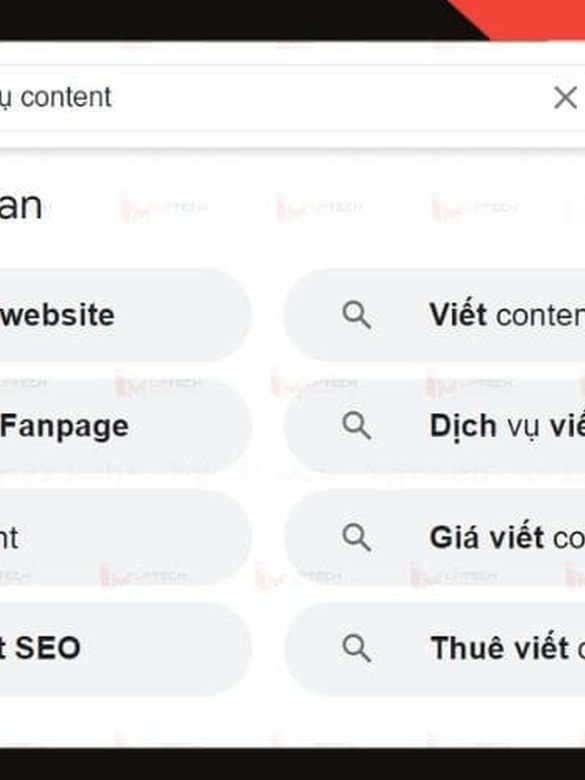 ụ content
an
website
Viết conten
Fanpage
Dịch vụ viế
nt
Giá viết co
t SEO
Thuê viết c